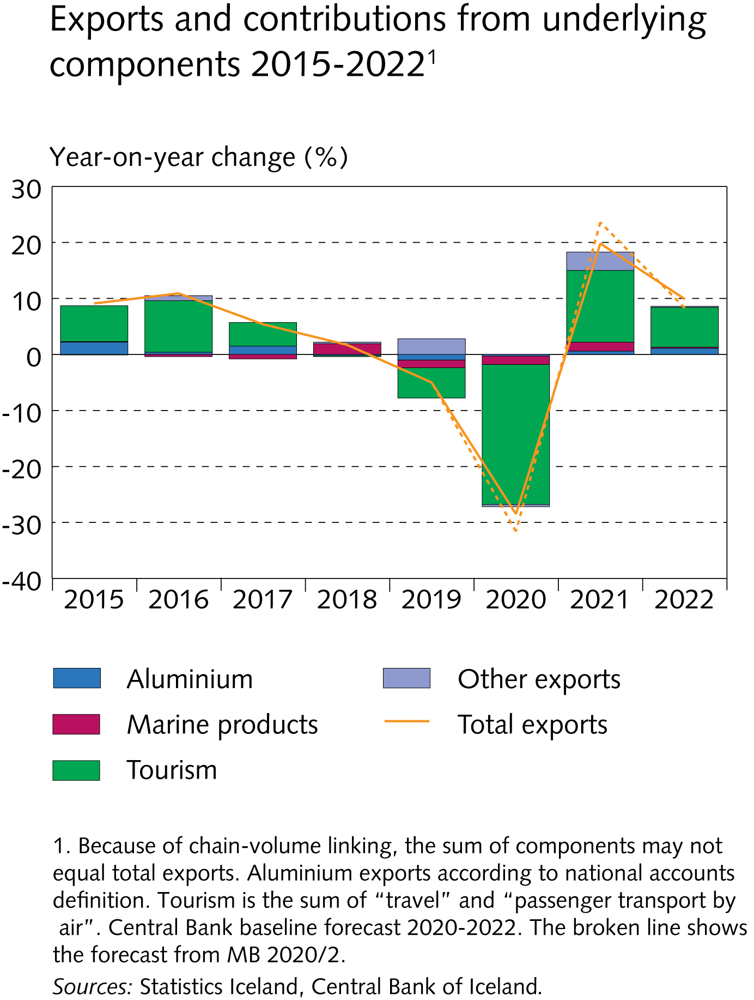 Exports and contributions from underlying
components 2015-2022¹
Year-on-year change (%)
30
20
10
0
-10
-20
-30
-40
2015 2016 2017 2018 2019 2020 2021 2022
Aluminium
Other exports
Marine products
Total exports
Tourism
1. Because of chain-volume linking, the sum of components may not
equal total exports. Aluminium exports according to national accounts
definition. Tourism is the sum of “travel” and “passenger transport by
air”. Central Bank baseline forecast 2020-2022. The broken line shows
the forecast from MB 2020/2.
Sources: Statistics Iceland, Central Bank of Iceland.